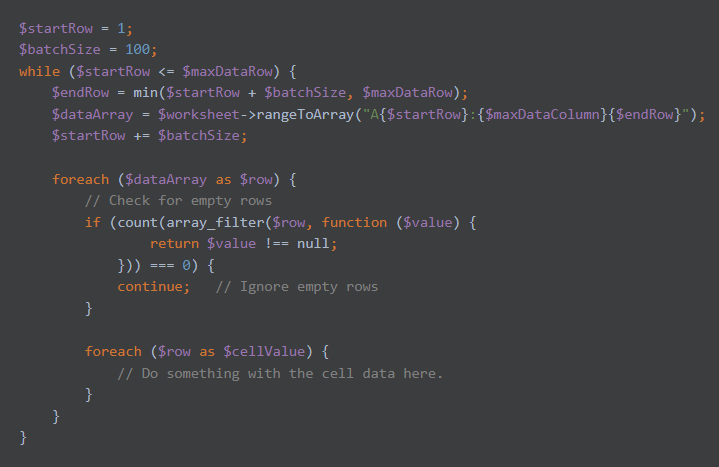 $startRow = 1;
$batchSize = 100;
while ($startRow <= $maxDataRow) {
    $endRow = min($startRow + $batchSize, $maxDataRow);
    $dataArray = $worksheet->rangeToArray("A{$startRow}:{$maxDataColumn}{$endRow}");
    $startRow += $batchSize;

    foreach ($dataArray as $row) {
        // Check for empty rows
        if (count(array_filter($row, function ($value) {
                return $value !== null;
            })) === 0) {
            continue;   // Ignore empty rows
        }

        foreach ($row as $cellValue) {
            // Do something with the cell data here.
        }
    }
}